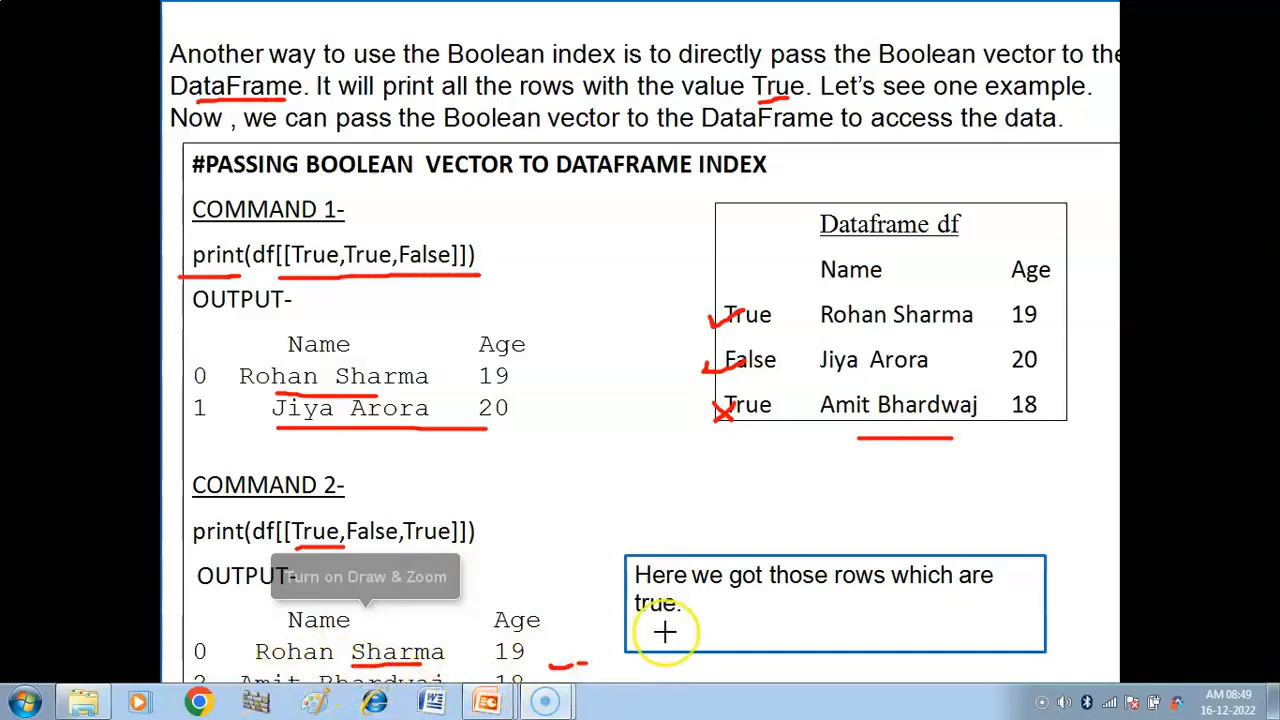 Another way to use the Boolean index is to directly pass the Boolean vector to the
DataFrame. It will print all the rows with the value True. Let's see one example.
Now , we can pass the Boolean vector to the DataFrame to access the data.
#PASSING BOOLEAN VECTOR TO DATAFRAME INDEX
COMMAND 1-
print(df[[True,True,False]])
OUTPUT-
Name Age
0 Rohan Sharma 19
1 Jiya Arora 20
Dataframe df
Name Age
True Rohan Sharma 19
False Jiya Arora 20
True Amit Bhardwaj 18
COMMAND 2-
print(df[[True,False,True]])
OUTPUT-
Turn on Draw & Zoom
Name Age
0 Rohan Sharma 19
2 Amit Bhardwaj 18
Here we got those rows which are
true.
AM 08:49
16-12-2022